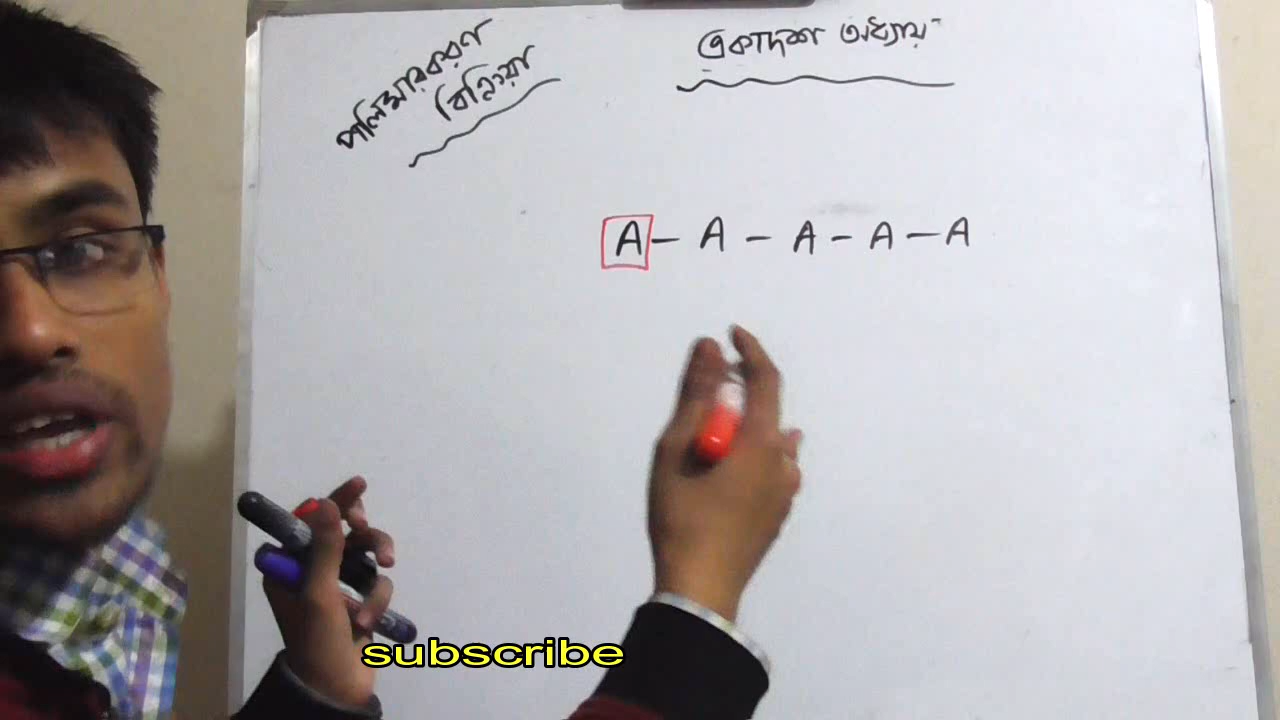 পলিমারকরণ
বিক্রিয়া
একাদশ অধ্যায়
A – A – A – A – A
subscribe